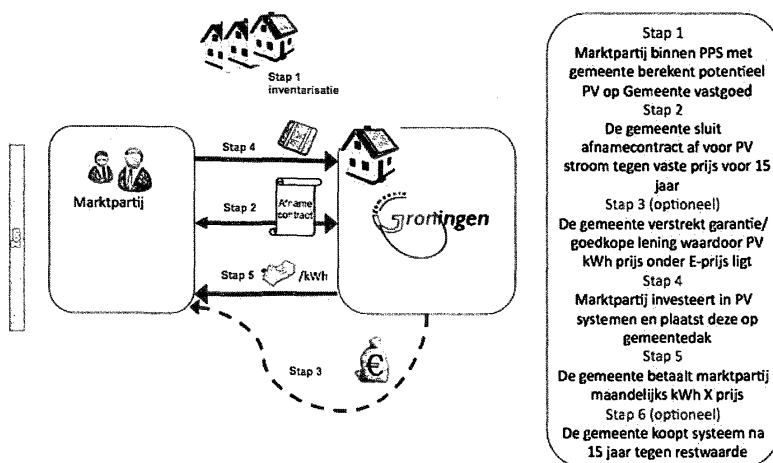 Stap 1
inventarisatie
Marktpartij
Stap 4
Stap 2
Afname
contract
Stap 5
/kWh
Stap 3
€
gemeente
Groningen
Stap 1
Marktpartij binnen PPS met
gemeente berekent potentieel
PV op Gemeente vastgoed
Stap 2
De gemeente sluit
afnamecontract af voor PV
stroom tegen vaste prijs voor 15
jaar
Stap 3 (optioneel)
De gemeente verstrekt garantie/
goedkope lening waardoor PV
kWh prijs onder E-prijs ligt
Stap 4
Marktpartij investeert in PV
systemen en plaatst deze op
gemeentedak
Stap 5
De gemeente betaalt marktpartij
maandelijks kWh X prijs
Stap 6 (optioneel)
De gemeente koopt systeem na
15 jaar tegen restwaarde